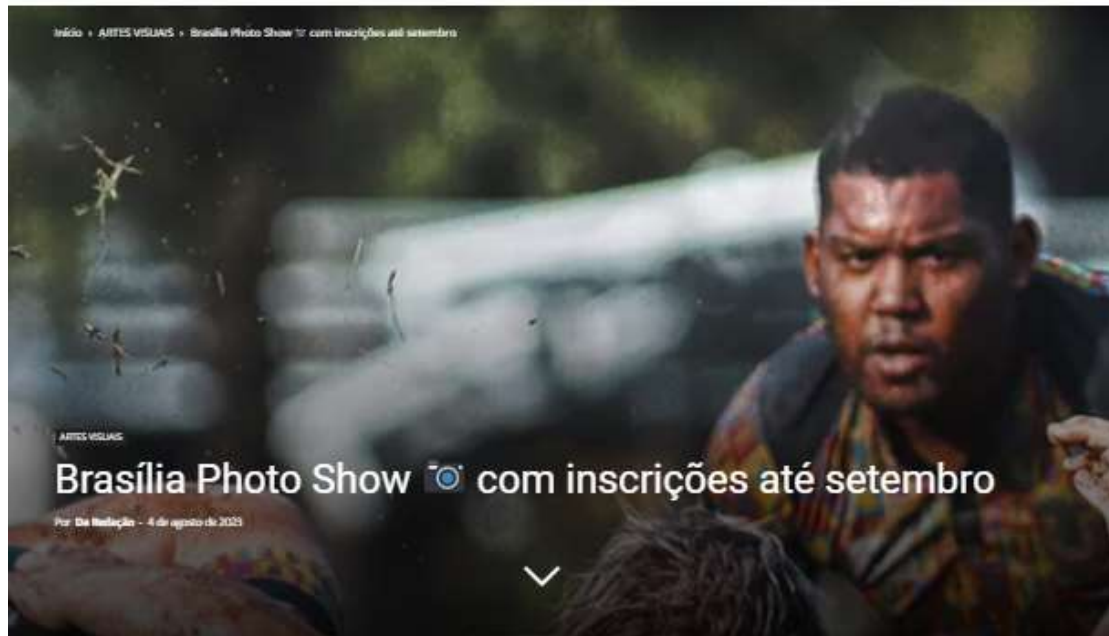 Início › ARTES VISUAIS › Brasília Photo Show 📷 com inscrições até setembro
ARTES VISUAIS
Brasília Photo Show 📷 com inscrições até setembro
Por Da Redação - 4 de agosto de 2023